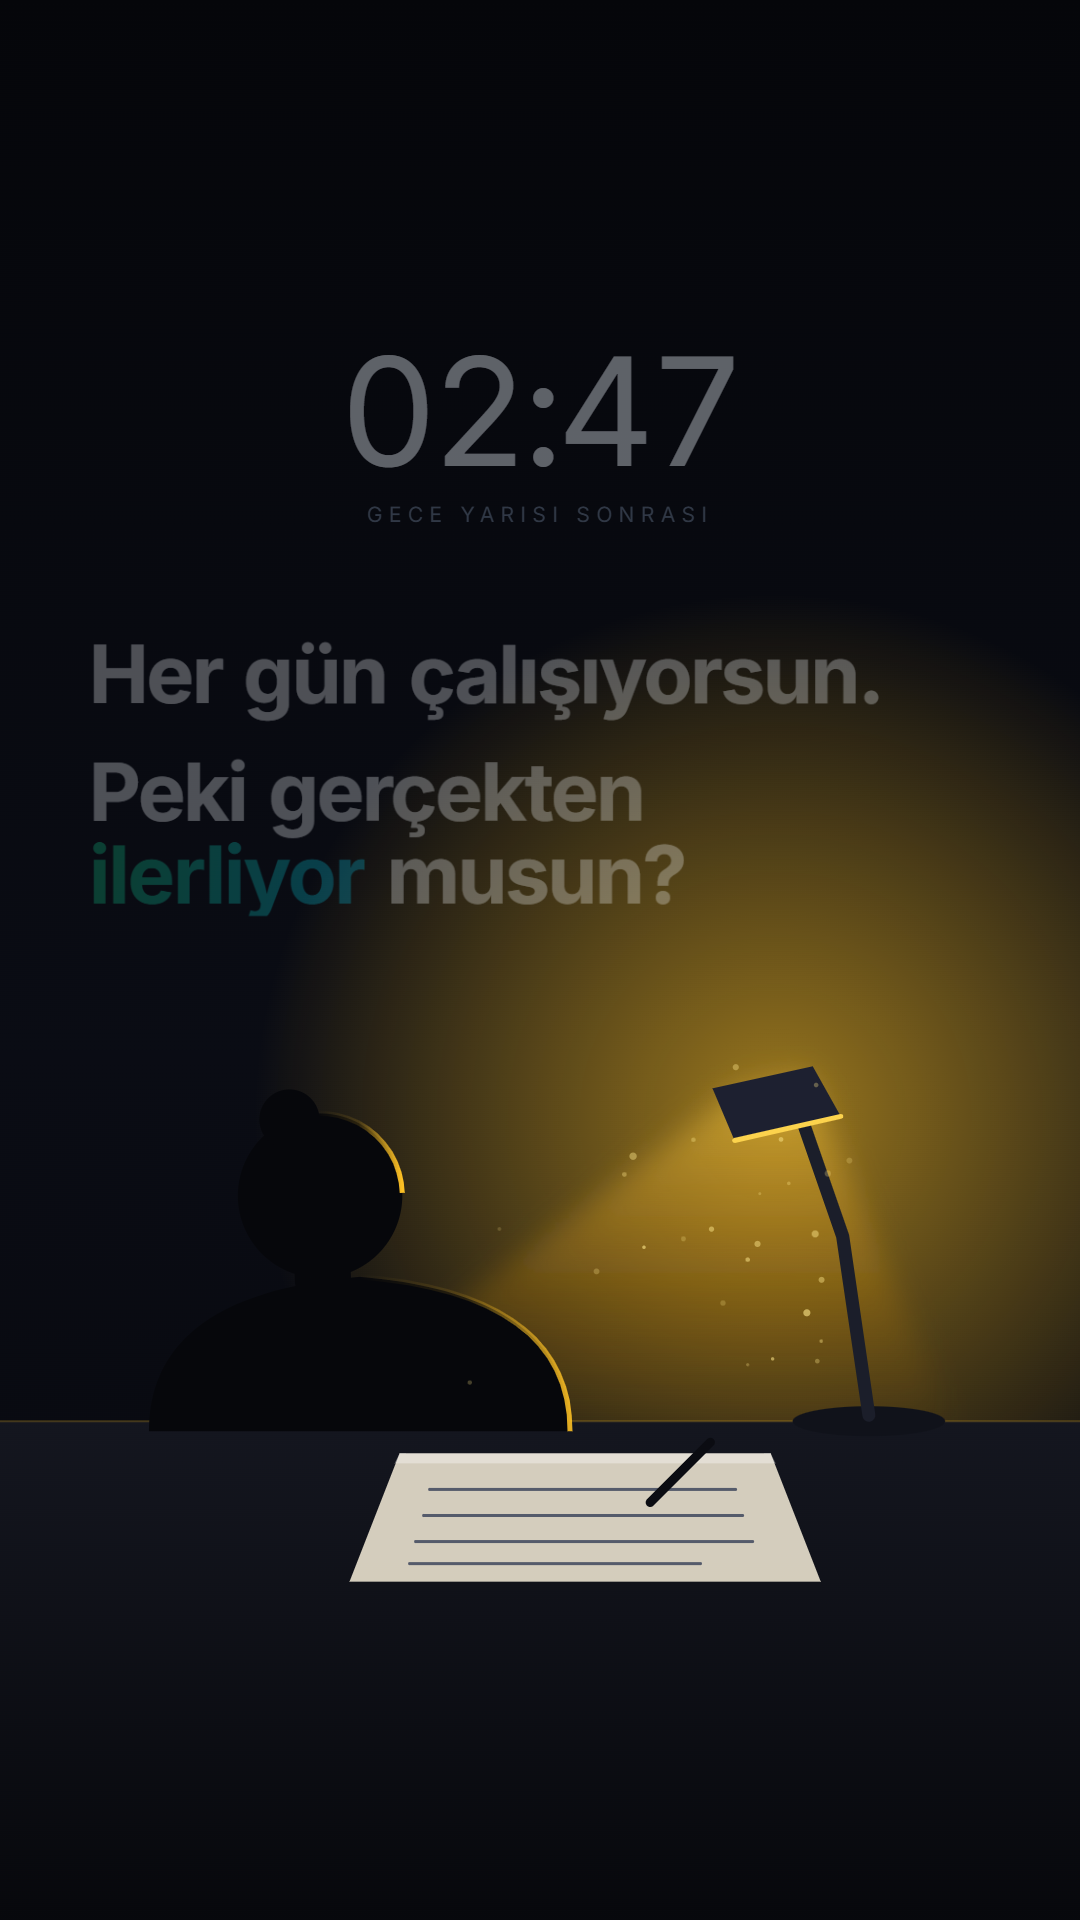 02:47
GECE YARISI SONRASI
Her gün çalışıyorsun.
Peki gerçekten
ilerliyor musun?